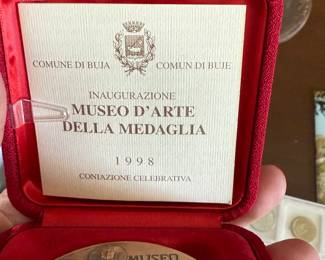 COMUNE DI BUJA COMUN DI BUJE
INAUGURAZIONE
MUSEO D'ARTE
DELLA MEDAGLIA
1998
CONIAZIONE CELEBRATIVA
MUSEO